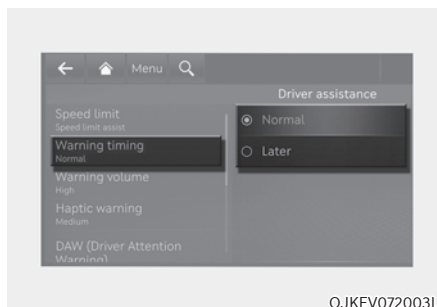 Menu
Driver assistance
Speed limit
Speed limit assist
Normal
Warning timing
Normal
Later
Warning volume
High
Haptic warning
Medium
DAW (Driver Attention
Warning)
OJKEV072003L